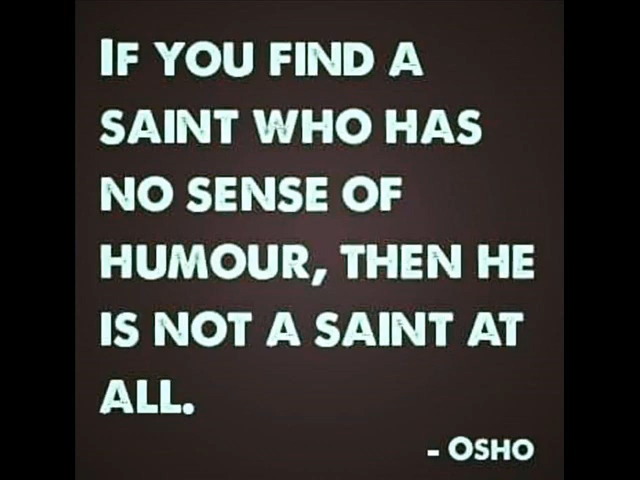 IF YOU FIND A
SAINT WHO HAS
NO SENSE OF
HUMOUR, THEN HE
IS NOT A SAINT AT
ALL.
- OSHO